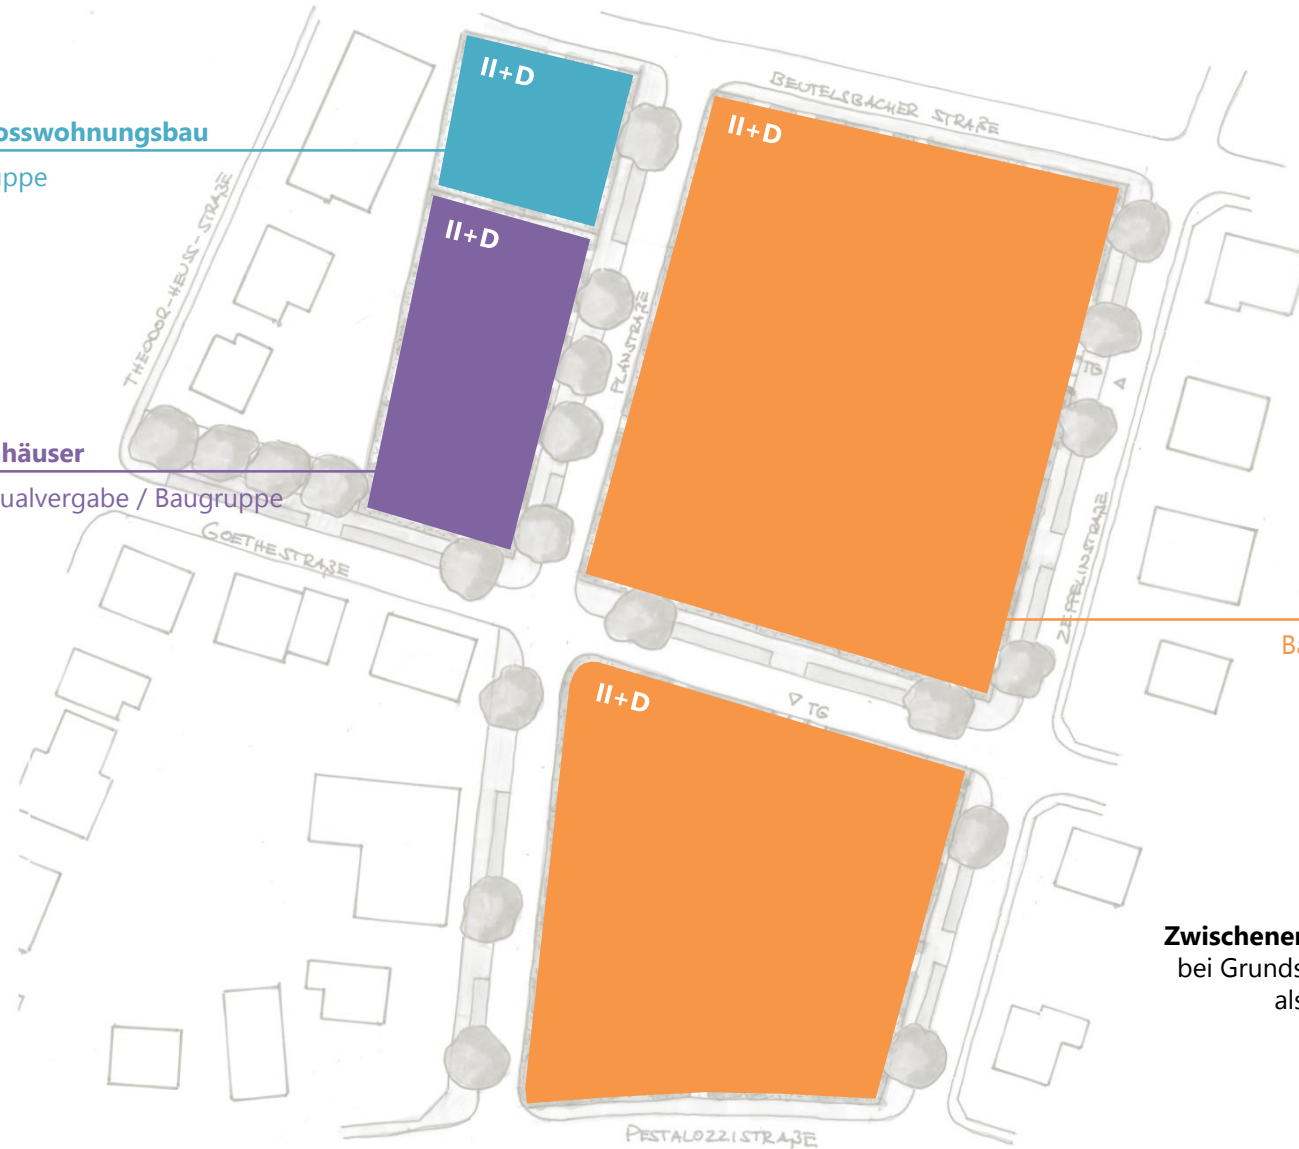 II+D
BEUTELSBACHER STRAßE
II+D
osswohnungsbau
ppe
THEODOR-HEUSS-STRAßE
II+D
PLANSTRAßE
TG
häuser
ualvergabe / Baugruppe
GOETHESTRAßE
ZEPPELINSTRAßE
Ba
II+D
TG
Zwischener
bei Grunds
als
PESTALOZZISTRAßE